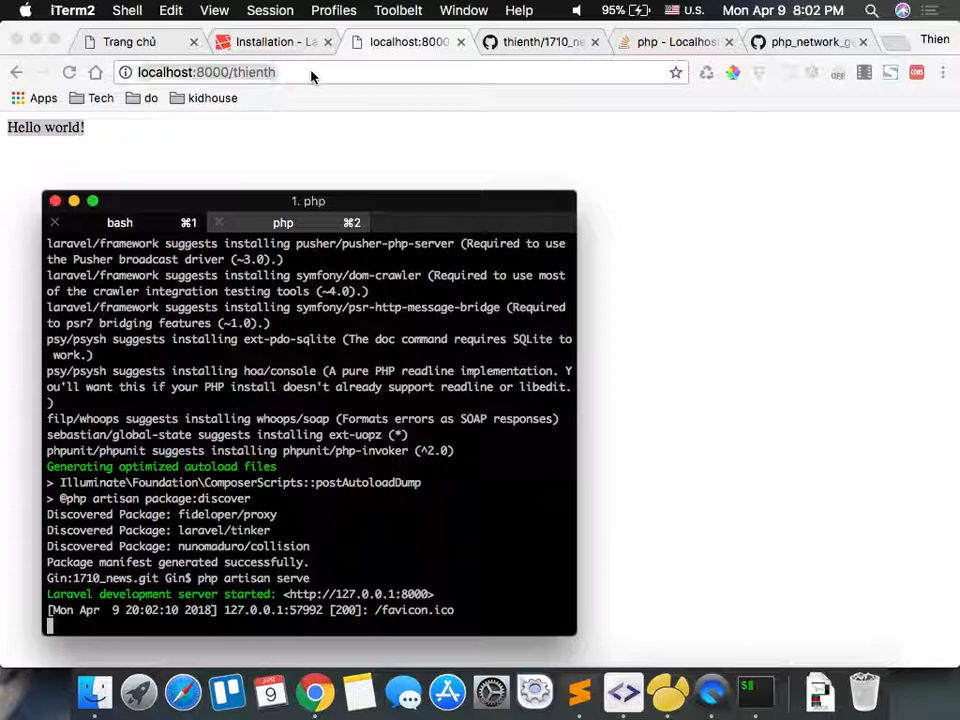 iTerm2 Shell Edit View Session Profiles Toolbelt Window Help 95% U.S. Mon Apr 9 8:02 PM
Trang chủ Installation - La localhost:8000 thienth/1710_ne php - Localhos php_network_g Thien
localhost:8000/thienth OFF CORS
Apps Tech do kidhouse
Hello world!
1. php
bash ⌘1 php ⌘2
laravel/framework suggests installing pusher/pusher-php-server (Required to use
the Pusher broadcast driver (~3.0).)
laravel/framework suggests installing symfony/dom-crawler (Required to use most
of the crawler integration testing tools (~4.0).)
laravel/framework suggests installing symfony/psr-http-message-bridge (Required
to psr7 bridging features (~1.0).)
psy/psysh suggests installing ext-pdo-sqlite (The doc command requires SQLite to
work.)
psy/psysh suggests installing hoa/console (A pure PHP readline implementation. Y
ou'll want this if your PHP install doesn't already support readline or libedit.
)
filp/whoops suggests installing whoops/soap (Formats errors as SOAP responses)
sebastian/global-state suggests installing ext-uopz (*)
phpunit/phpunit suggests installing phpunit/php-invoker (^2.0)
Generating optimized autoload files
> Illuminate\Foundation\ComposerScripts::postAutoloadDump
> @php artisan package:discover
Discovered Package: fideloper/proxy
Discovered Package: laravel/tinker
Discovered Package: nunomaduro/collision
Package manifest generated successfully.
Gin:1710_news.git Gin$ php artisan serve
Laravel development server started: <http://127.0.0.1:8000>
[Mon Apr 9 20:02:10 2018] 127.0.0.1:57992 [200]: /favicon.ico
APR
9
$